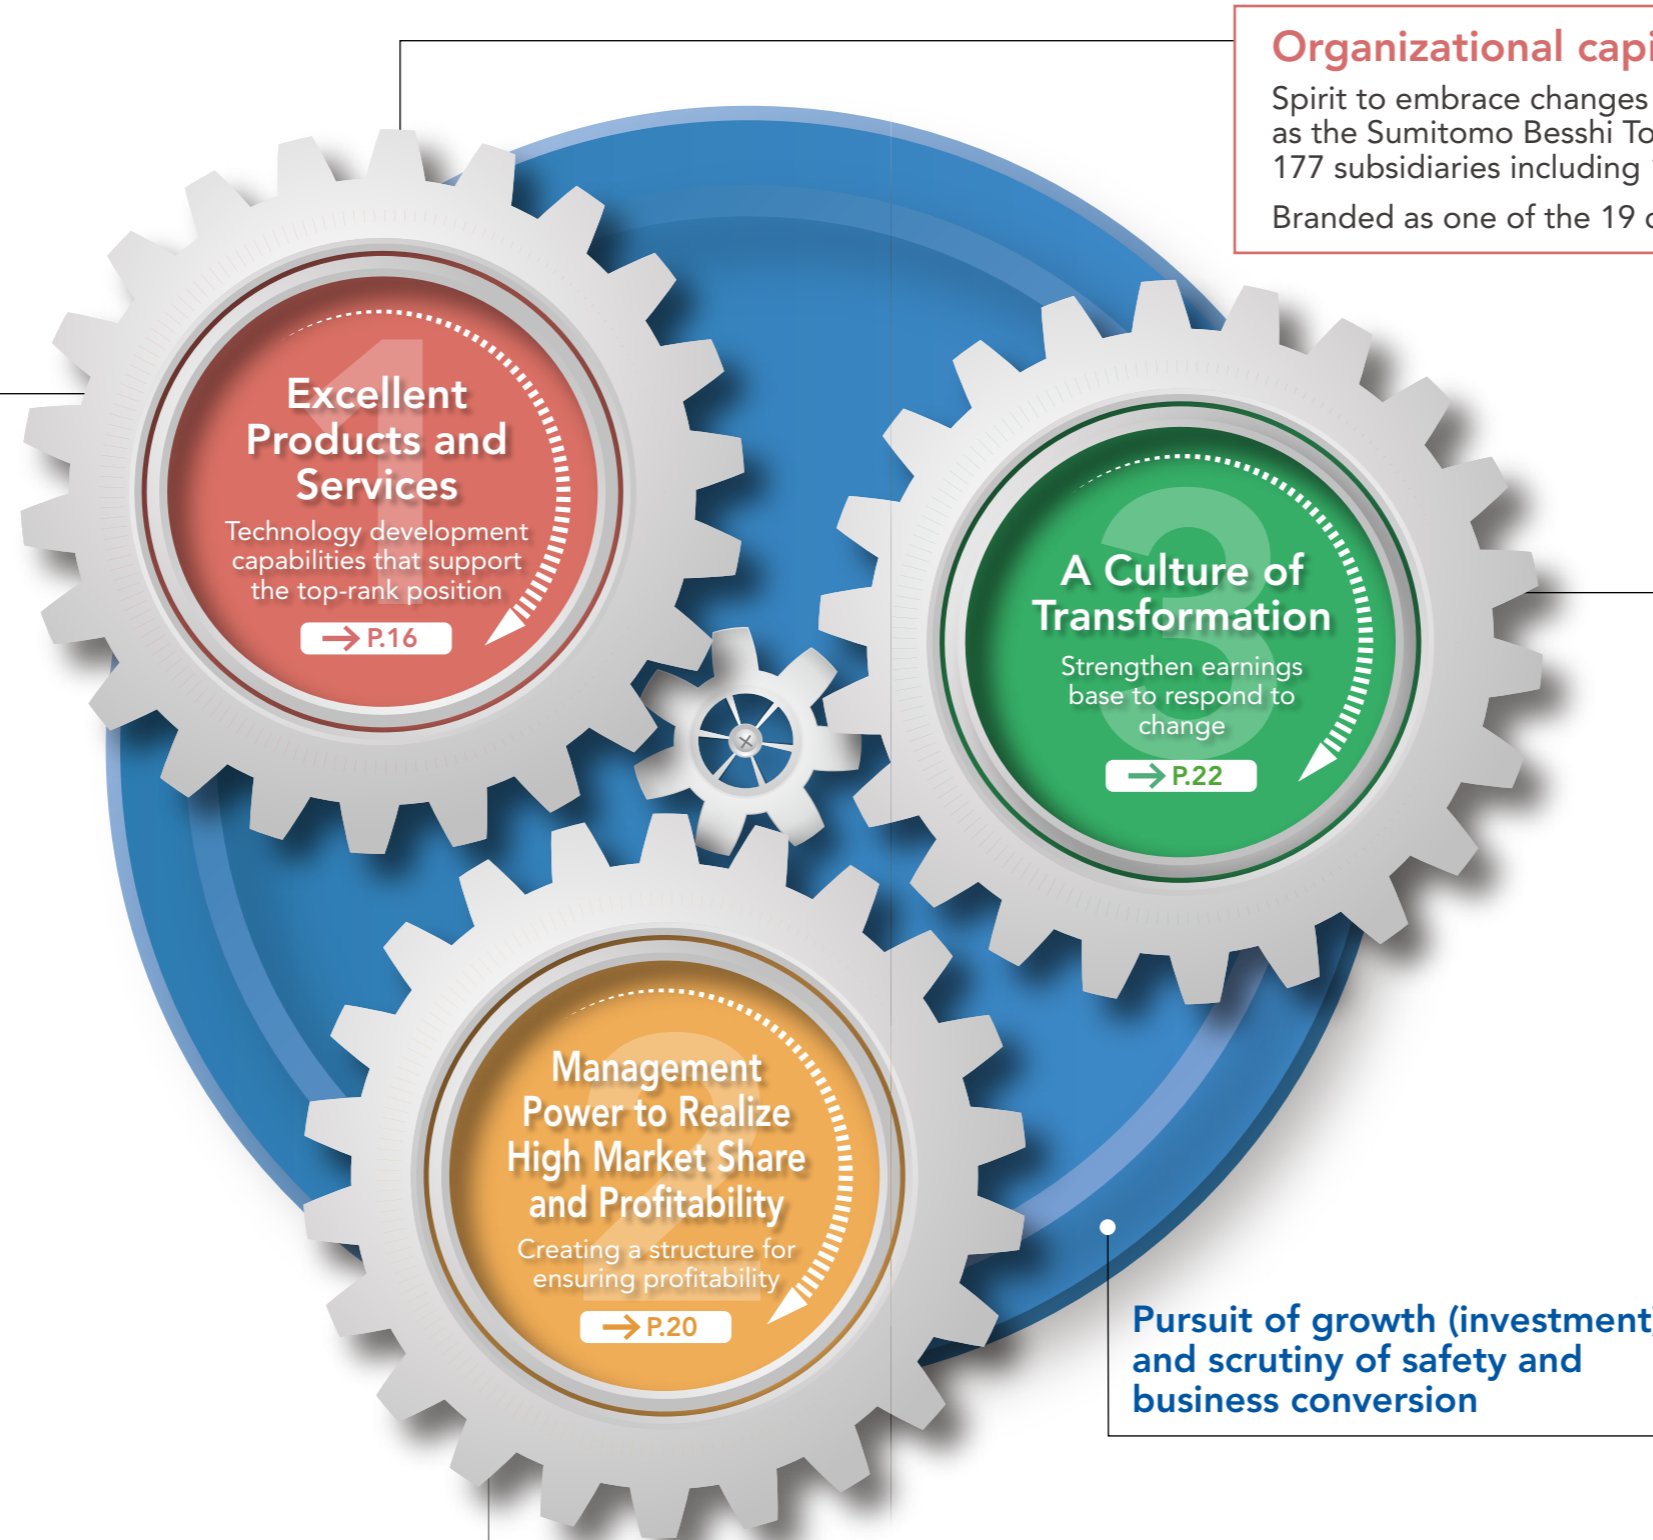 Organizational
Spirit to embrace changes
as the Sumitomo Besshi
177 subsidiaries including
Branded as one of the 19
1
Excellent
Products and
Services
Technology development
capabilities that support
the top-rank position
→ P.16
3
A Culture of
Transformation
Strengthen earnings
base to respond to
change
→ P.22
2
Management
Power to Realize
High Market Share
and Profitability
Creating a structure for
ensuring profitability
→ P.20
Pursuit of growth (investment)
and scrutiny of safety and
business conversion